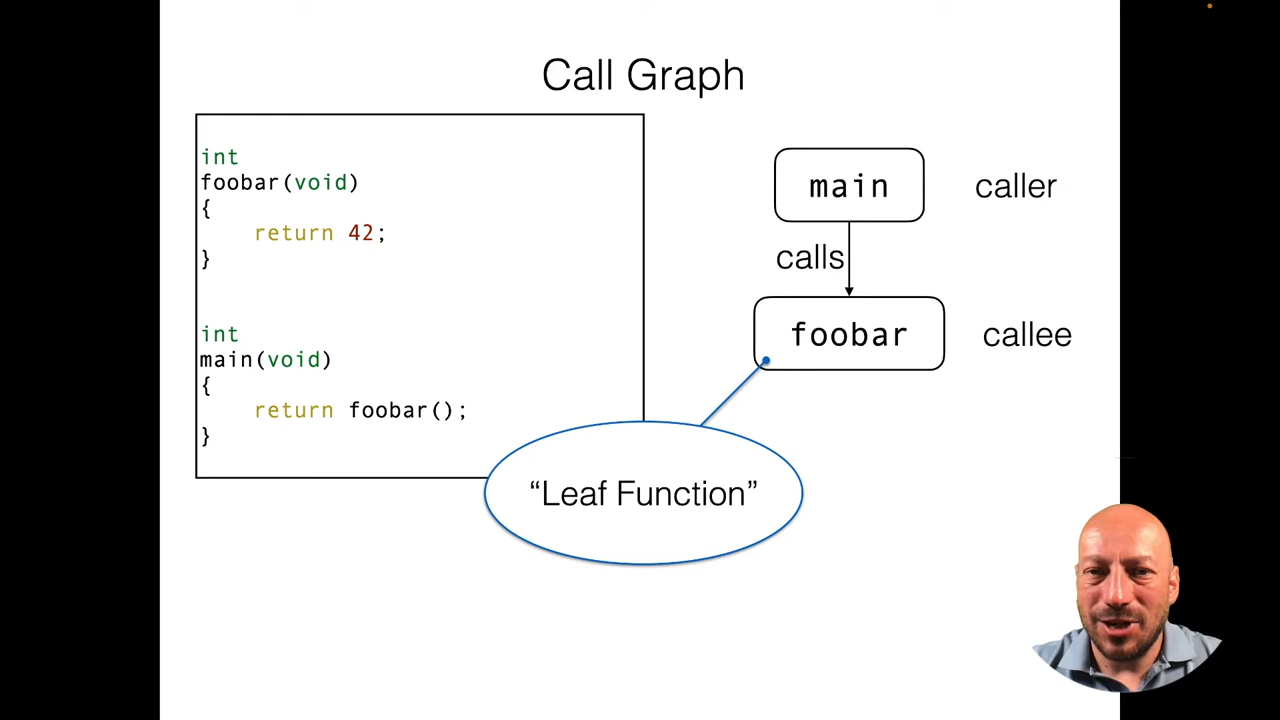 Call Graph
int
foobar(void)
{
    return 42;
}
int
main(void)
{
    return foobar();
}
main
caller
calls
foobar
callee
“Leaf Function”